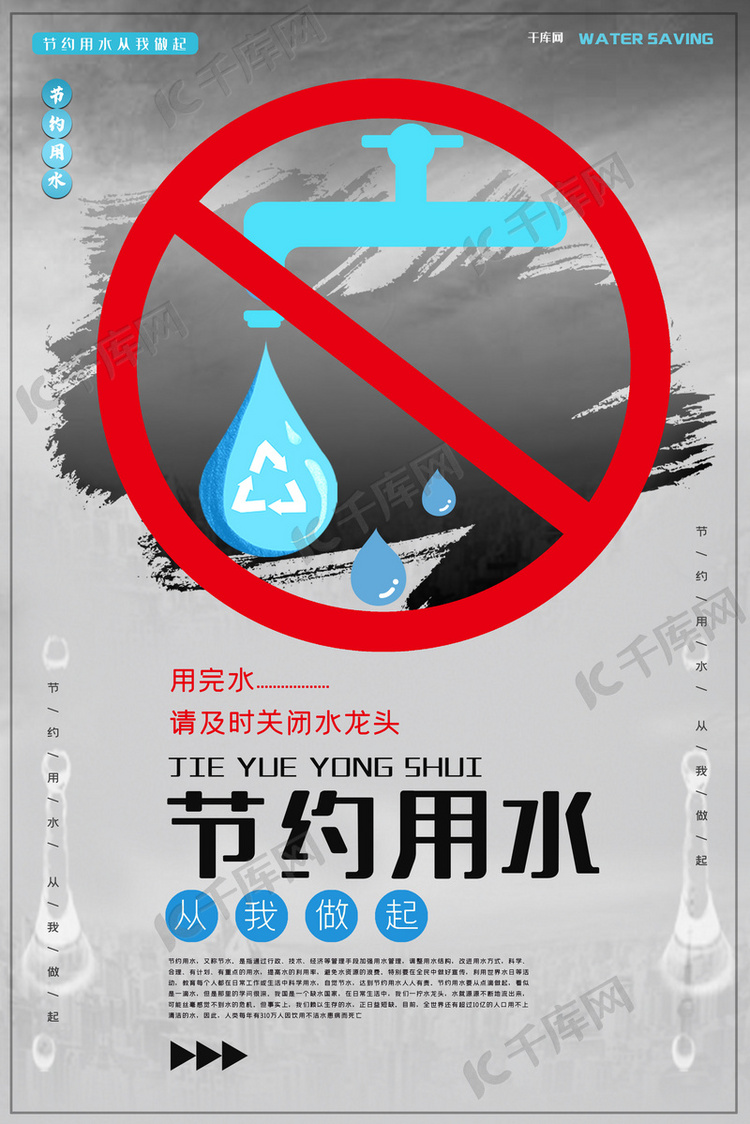 节约用水从我做起
千库网 WATER SAVING
节约用水
节/约/用/水/从/我/做/起
节/约/用/水/从/我/做/起
用完水..................
请及时关闭水龙头
JIE YUE YONG SHUI
节约用水
从我做起
节约用水，又称节水。是指通过行政、技术、经济等管理手段加强用水管理，调整用水结构，改进用水方式，科学、
合理、有计划、有重点的用水，提高水的利用率，避免水资源的浪费。特别要在全民中做好宣传，利用世界水日等活
动，教育每个人都在日常工作或生活中科学用水，自觉节水。达到节约用水人人有责。节约用水要从点滴做起，看似
是一滴水，但是那里的学问很深。我国是一个缺水国家，在日常生活中，我们一拧水龙头，水就源源不断地流出来，
可能丝毫感觉不到水的危机。但事实上，我们赖以生存的水，正日益短缺。目前，全世界还有超过10亿的人口用不上
清洁的水，因此，人类每年有310万人因饮用不洁水患病而死亡
千库网